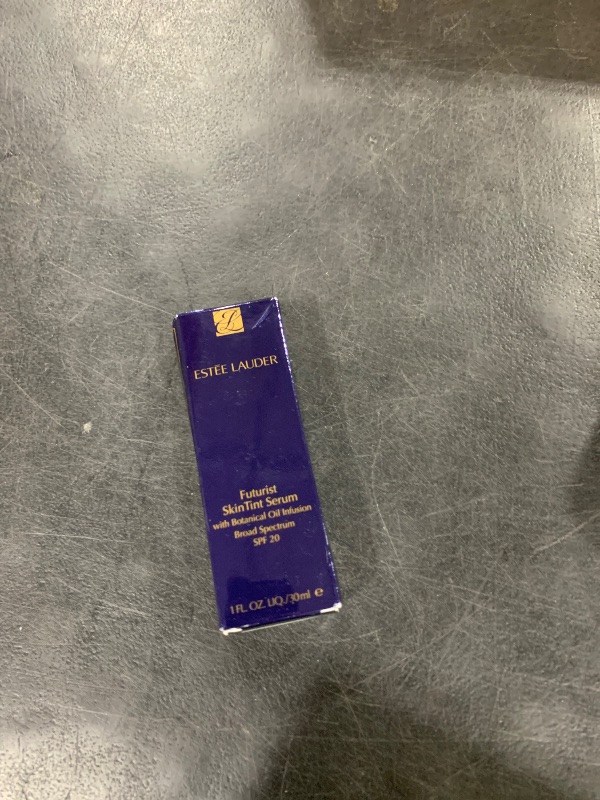 ESTĒE LAUDER
Futurist
SkinTint Serum
with Botanical Oil Infusion
Broad Spectrum
SPF 20
1 FL. OZ. LIQ./30ml ℮